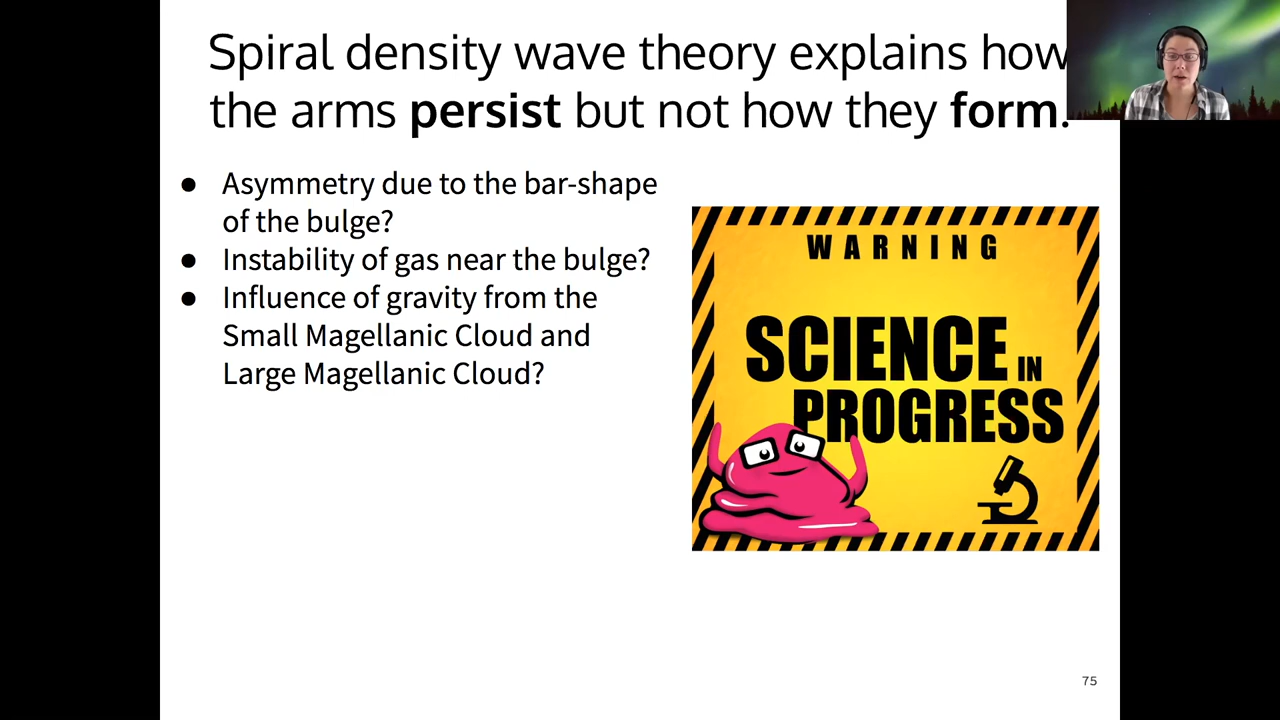 Spiral density wave theory explains how
the arms persist but not how they form.
● Asymmetry due to the bar-shape
of the bulge?
● Instability of gas near the bulge?
● Influence of gravity from the
Small Magellanic Cloud and
Large Magellanic Cloud?
WARNING
SCIENCE IN
PROGRESS
75